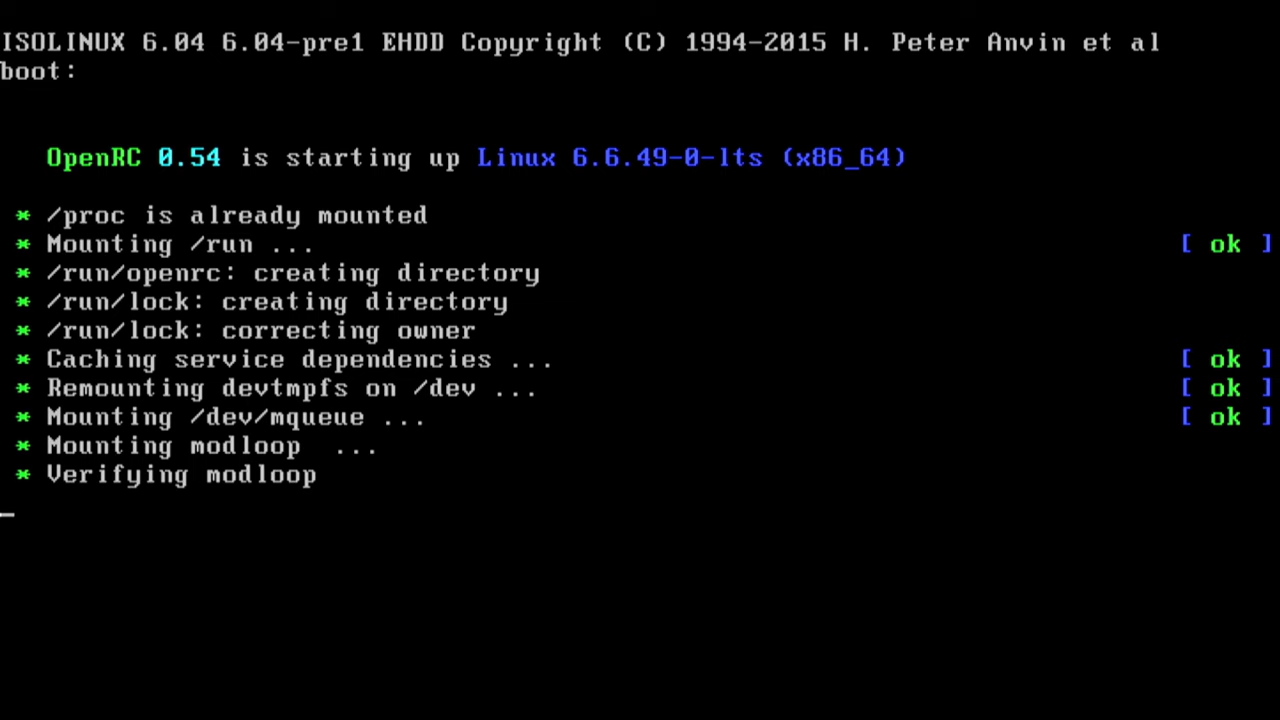 ISOLINUX 6.04 6.04-pre1 EHDD Copyright (C) 1994-2015 H. Peter Anvin et al
boot:
OpenRC 0.54 is starting up Linux 6.6.49-0-lts (x86_64)
* /proc is already mounted
* Mounting /run ... [ ok ]
* /run/openrc: creating directory
* /run/lock: creating directory
* /run/lock: correcting owner
* Caching service dependencies ... [ ok ]
* Remounting devtmpfs on /dev ... [ ok ]
* Mounting /dev/mqueue ... [ ok ]
* Mounting modloop  ...
* Verifying modloop
_